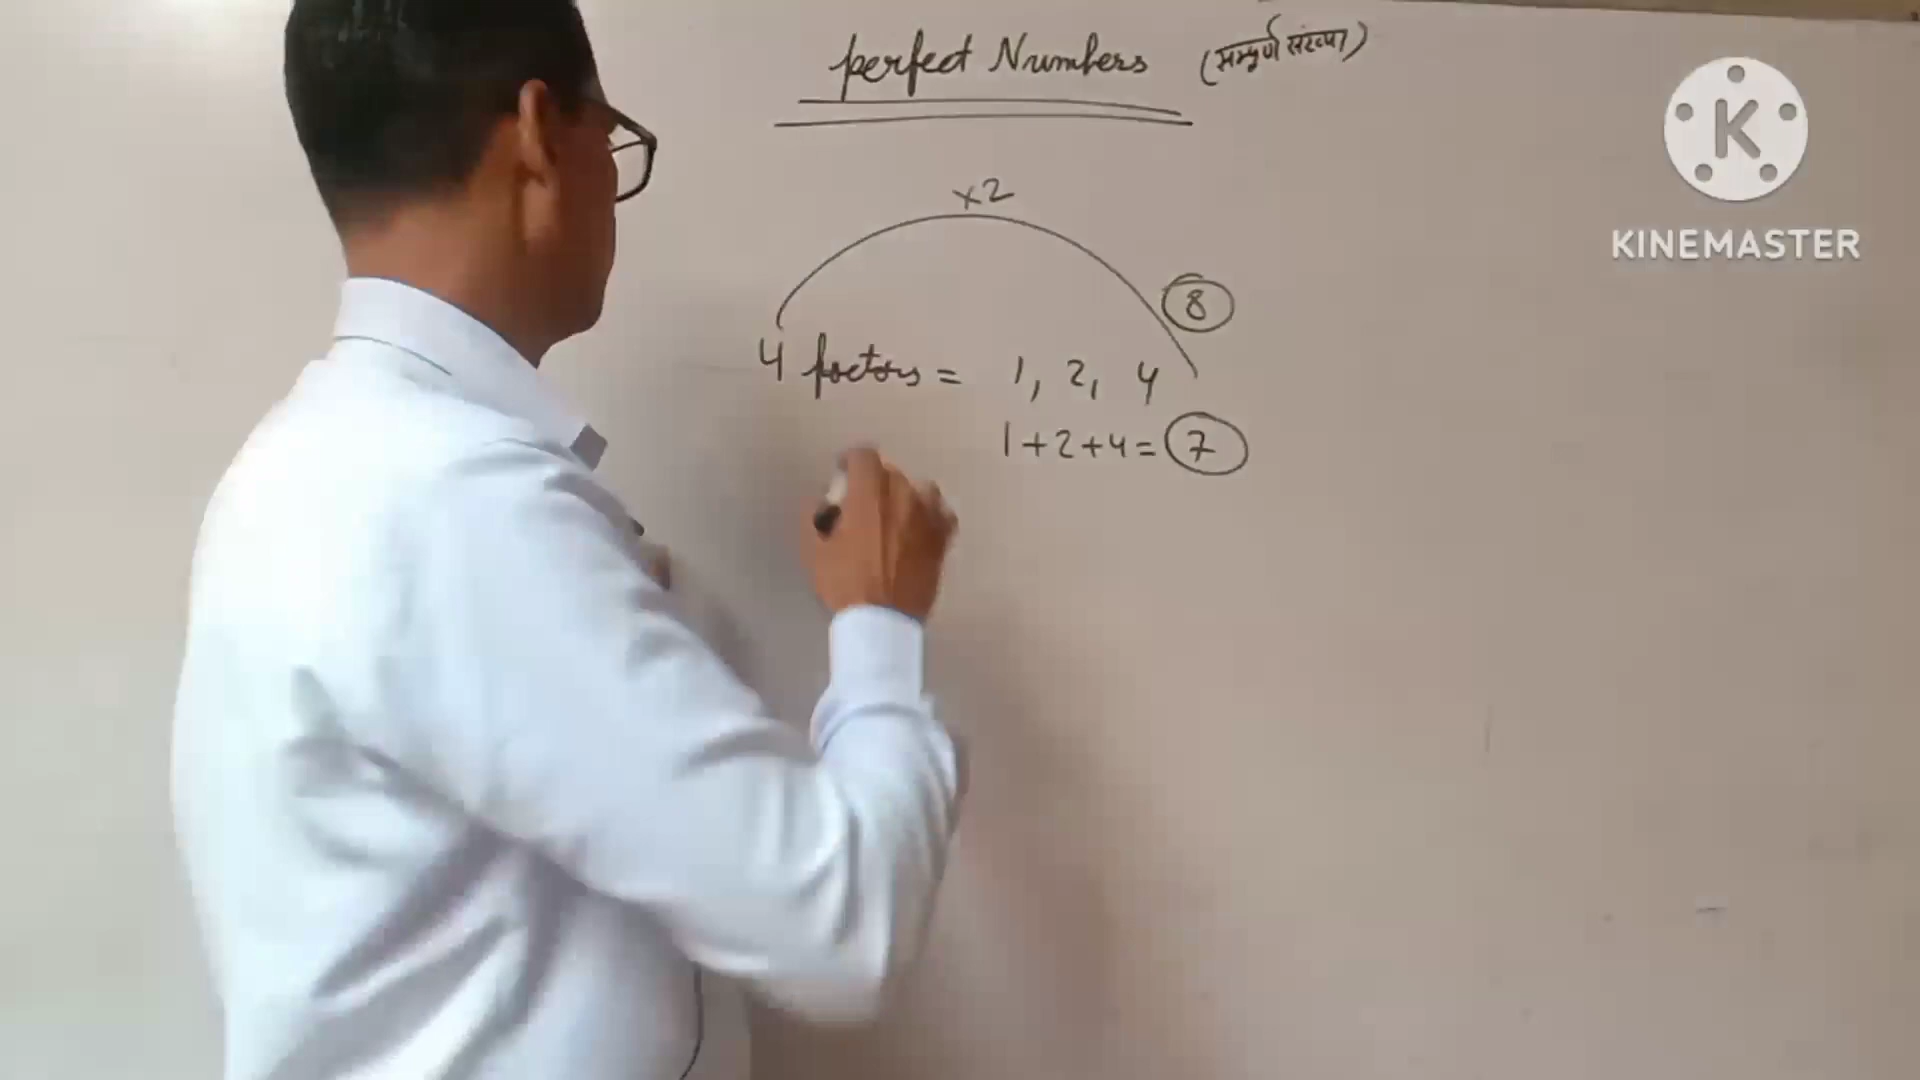 perfect Numbers (सम्पूर्ण संख्या)
K
KINEMASTER
×2
8
4 factors = 1, 2, 4
1+2+4= 7